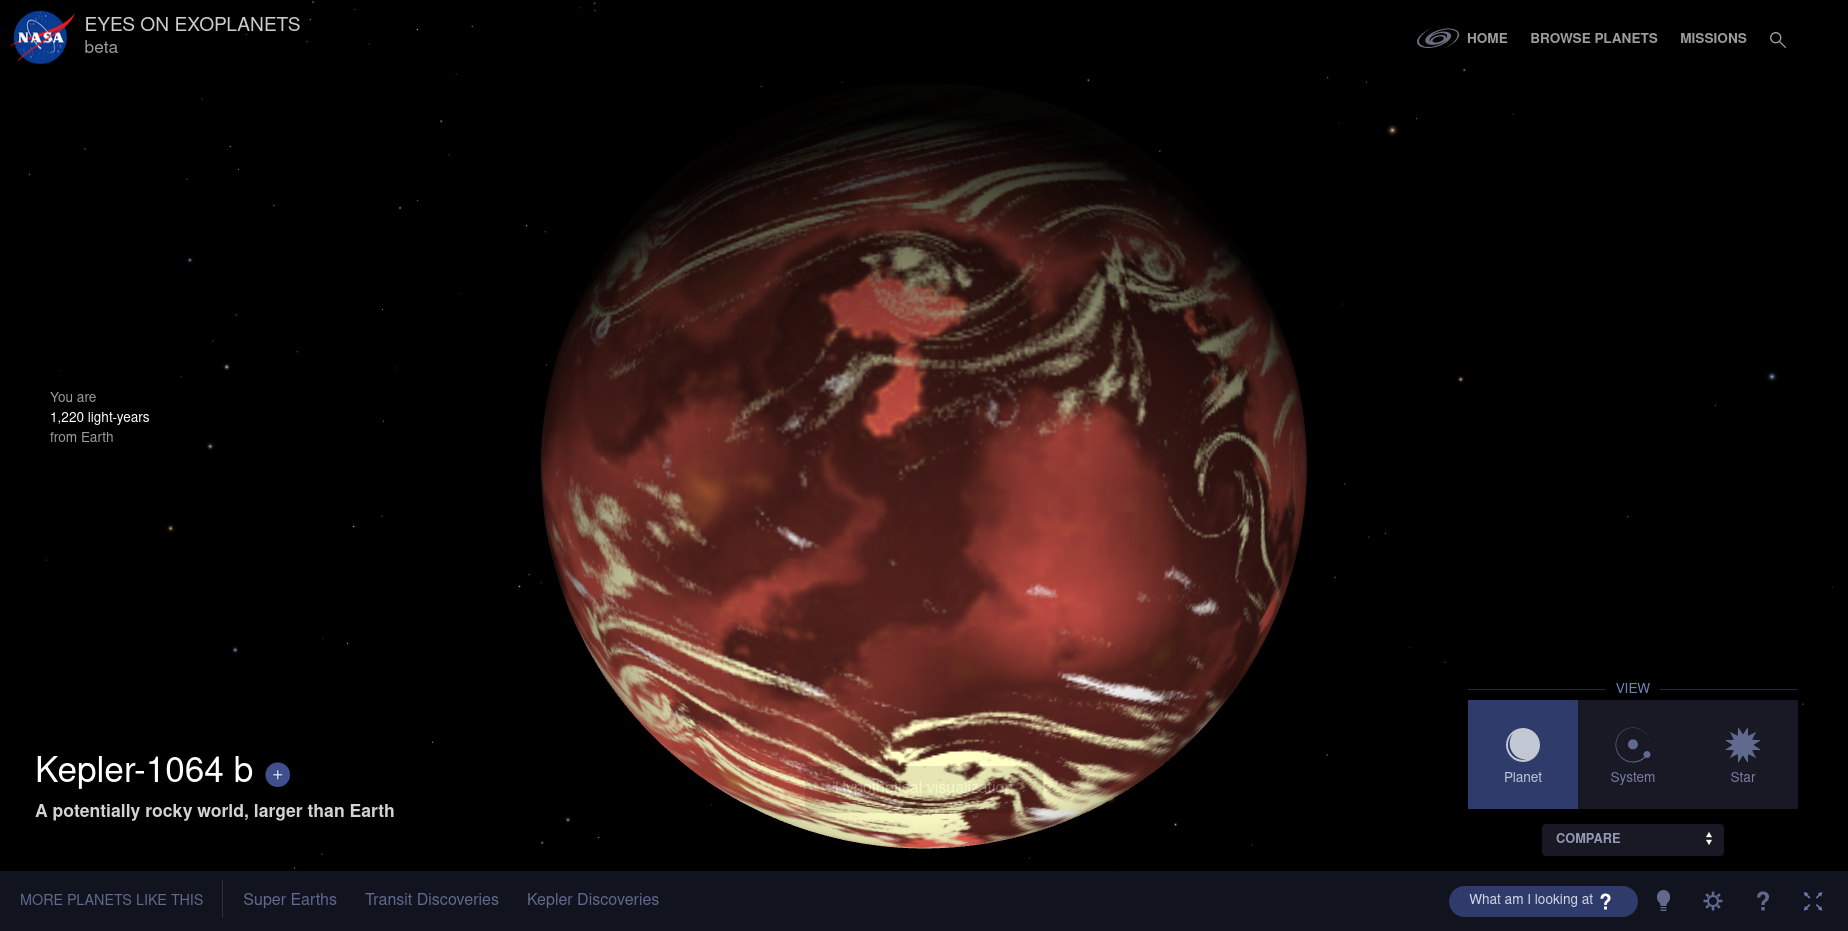 NASA
EYES ON EXOPLANETS
beta
HOME
BROWSE PLANETS
MISSIONS
You are
1,220 light-years
from Earth
Kepler-1064 b +
A potentially rocky world, larger than Earth
Hypothetical visualization
VIEW
Planet
System
Star
COMPARE
MORE PLANETS LIKE THIS
Super Earths
Transit Discoveries
Kepler Discoveries
What am I looking at ?
?